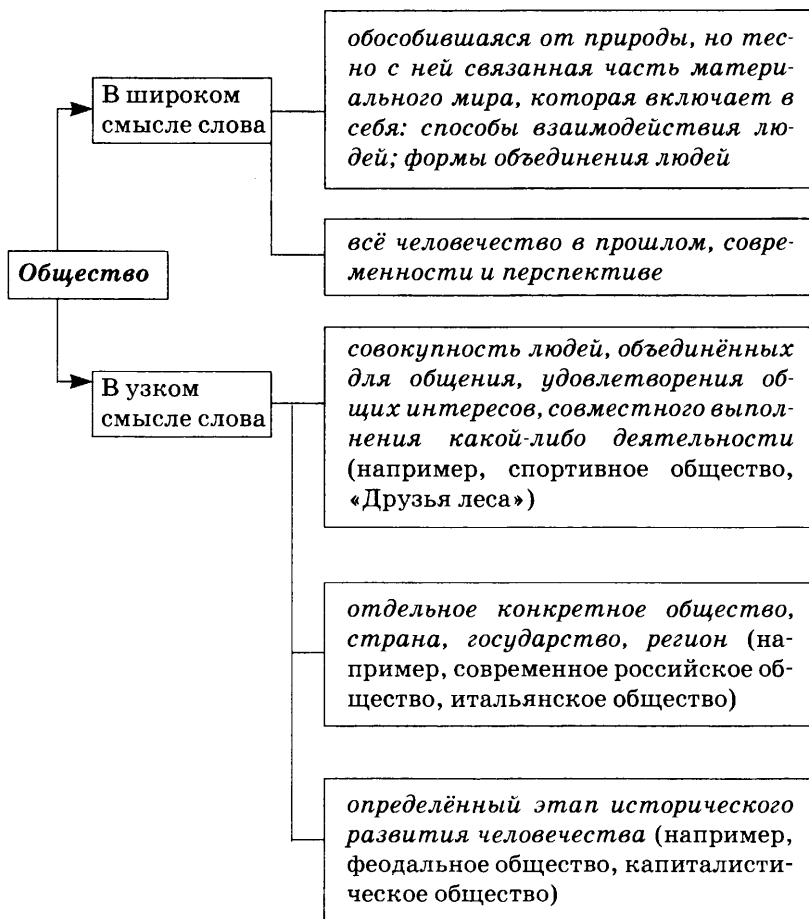 обособившаяся от природы, но тес-
но с ней связанная часть матери-
ального мира, которая включает в
себя: способы взаимодействия лю-
дей; формы объединения людей
В широком
смысле слова
всё человечество в прошлом, совре-
менности и перспективе
Общество
совокупность людей, объединённых
для общения, удовлетворения об-
щих интересов, совместного выпол-
нения какой-либо деятельности
(например, спортивное общество,
«Друзья леса»)
В узком
смысле слова
отдельное конкретное общество,
страна, государство, регион (на-
пример, современное российское об-
щество, итальянское общество)
определённый этап исторического
развития человечества (например,
феодальное общество, капиталисти-
ческое общество)